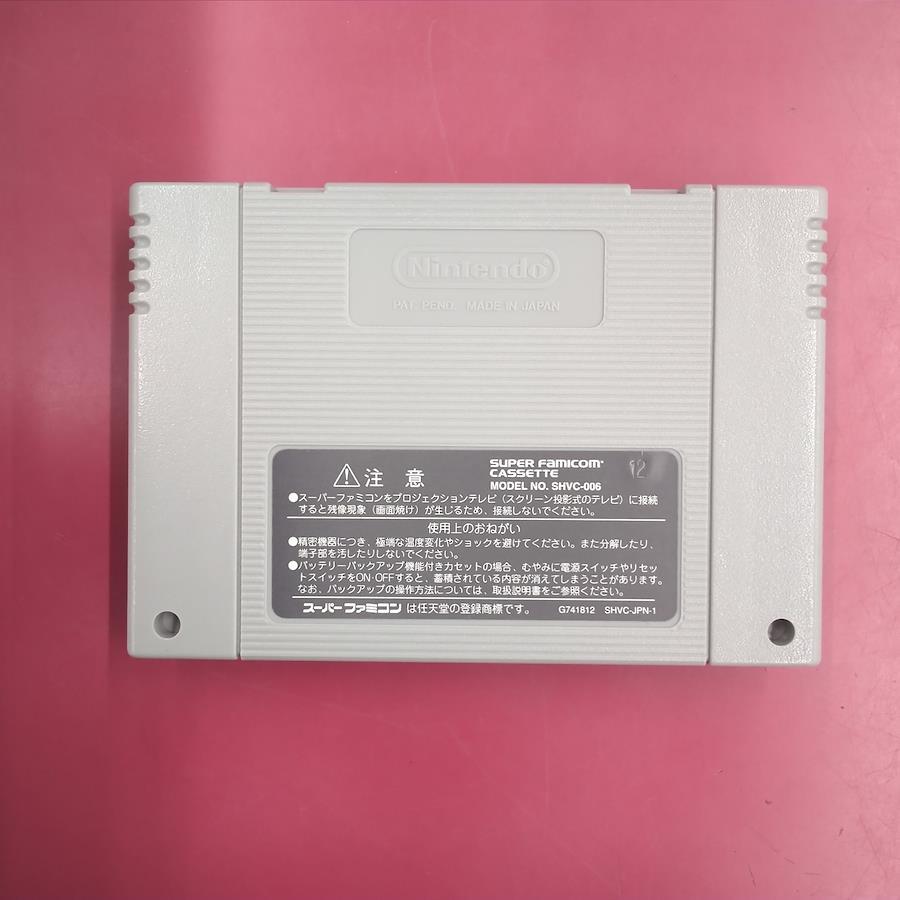 Nintendo
PAT. PEND. MADE IN JAPAN
注意
SUPER FAMICOM
CASSETTE
MODEL NO. SHVC-006
12
●スーパーファミコンをプロジェクションテレビ（スクリーン投影式のテレビ）に接続
すると残像現象（画面焼け）が生じるため、接続しないでください。
使用上のおねがい
●精密機器につき、極端な温度変化やショックを避けてください。また分解したり、
端子部を汚したりしないでください。
●バッテリーバックアップ機能付きカセットの場合、むやみに電源スイッチやリセッ
トスイッチをON・OFFすると、蓄積されている内容が消えてしまうことがあります。
なお、バックアップの操作方法については、取扱説明書をご参照ください。
スーパーファミコン は任天堂の登録商標です。 G741812 SHVC-JPN-1